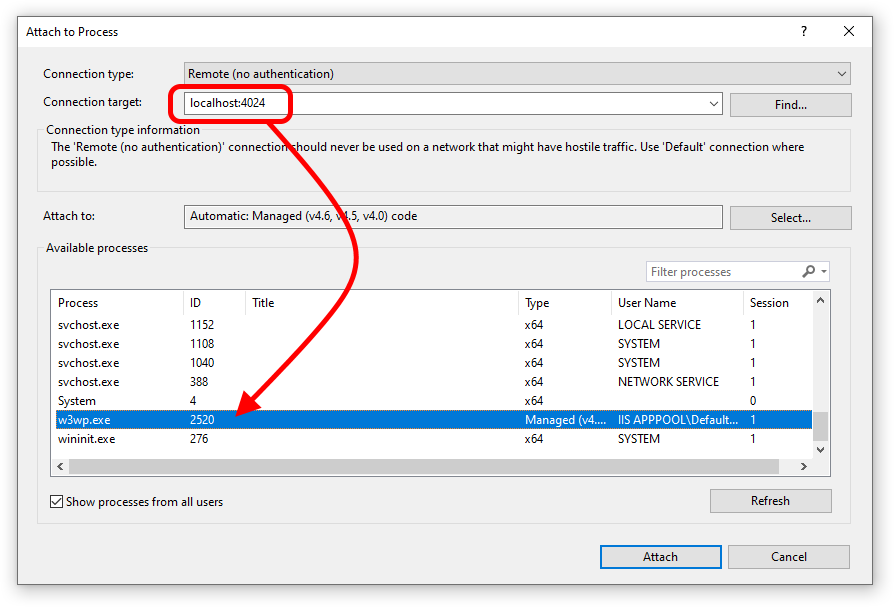 Attach to Process
?
Connection type: Remote (no authentication)
Connection target: localhost:4024 Find...
Connection type information
The 'Remote (no authentication)' connection should never be used on a network that might have hostile traffic. Use 'Default' connection where
possible.
Attach to: Automatic: Managed (v4.6, v4.5, v4.0) code Select...
Available processes
Filter processes
Process ID Title Type User Name Session
svchost.exe 1152 x64 LOCAL SERVICE 1
svchost.exe 1108 x64 SYSTEM 1
svchost.exe 1040 x64 SYSTEM 1
svchost.exe 388 x64 NETWORK SERVICE 1
System 4 x64 0
w3wp.exe 2520 Managed (v4.... IIS APPPOOL\Default... 1
wininit.exe 276 x64 SYSTEM 1
Show processes from all users Refresh
Attach Cancel